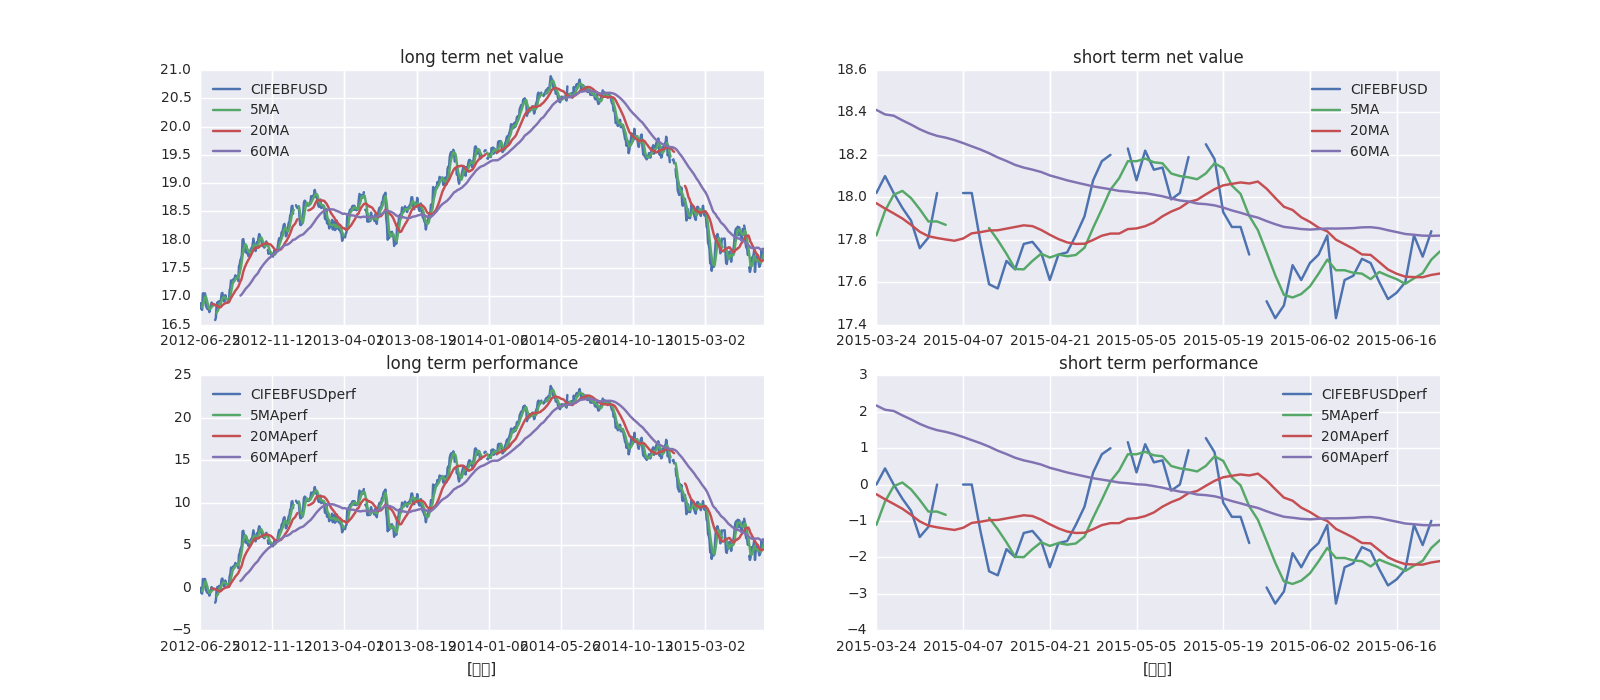 long term net value
21.0
20.5
20.0
19.5
19.0
18.5
18.0
17.5
17.0
16.5
CIFEBFUSD
5MA
20MA
60MA
2012-06-25 2012-11-12 2013-04-01 2013-08-19 2014-01-06 2014-05-26 2014-10-13 2015-03-02
short term net value
18.6
18.4
18.2
18.0
17.8
17.6
17.4
CIFEBFUSD
5MA
20MA
60MA
2015-03-24 2015-04-07 2015-04-21 2015-05-05 2015-05-19 2015-06-02 2015-06-16
long term performance
25
20
15
10
5
0
−5
CIFEBFUSDperf
5MAperf
20MAperf
60MAperf
2012-06-25 2012-11-12 2013-04-01 2013-08-19 2014-01-06 2014-05-26 2014-10-13 2015-03-02
short term performance
3
2
1
0
−1
−2
−3
−4
CIFEBFUSDperf
5MAperf
20MAperf
60MAperf
2015-03-24 2015-04-07 2015-04-21 2015-05-05 2015-05-19 2015-06-02 2015-06-16